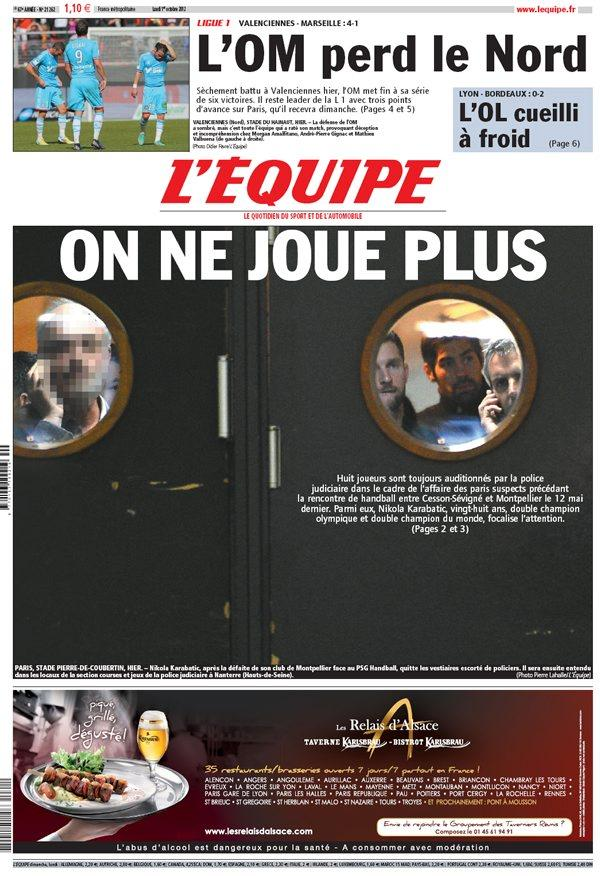 67e ANNÉE - N° 21 262
1,10 €
France métropolitaine
Lundi 1er octobre 2012
www.lequipe.fr
LIGUE 1 VALENCIENNES - MARSEILLE : 4-1
L'OM perd le Nord
Sèchement battu à Valenciennes hier, l'OM met fin à sa série
de six victoires. Il reste leader de la L 1 avec trois points
d'avance sur Paris, qu'il recevra dimanche. (Pages 4 et 5)
VALENCIENNES (Nord), STADE DU HAINAUT, HIER. – La défense de l'OM
a sombré, mais c'est toute l'équipe qui a raté son match, provoquant déception
et incompréhension chez Morgan Amalfitano, André-Pierre Gignac et Mathieu
Valbuena (de gauche à droite).
(Photo Didier Fèvre/L'Équipe)
LYON - BORDEAUX : 0-2
L'OL cueilli
à froid (Page 6)
L'ÉQUIPE
LE QUOTIDIEN DU SPORT ET DE L'AUTOMOBILE
ON NE JOUE PLUS
Huit joueurs sont toujours auditionnés par la police
judiciaire dans le cadre de l'affaire des paris suspects précédant
la rencontre de handball entre Cesson-Sévigné et Montpellier le 12 mai
dernier. Parmi eux, Nikola Karabatic, vingt-huit ans, double champion
olympique et double champion du monde, focalise l'attention.
(Pages 2 et 3)
PARIS, STADE PIERRE-DE-COUBERTIN, HIER. – Nikola Karabatic, après la défaite de son club de Montpellier face au PSG Handball, quitte les vestiaires escorté de policiers. Il sera ensuite entendu
dans les locaux de la section courses et jeux de la police judiciaire à Nanterre (Hauts-de-Seine).
(Photo Pierre Lahalle/L'Équipe)
pique,
grille,
déguste !
Les Relais d'Alsace
TAVERNE KARLSBRAU - BISTROT KARLSBRAU
35 restaurants/brasseries ouverts 7 jours/7 partout en France !
ALENCON • ANGERS • ANGOULEME • AURILLAC • AUXERRE • BEAUVAIS • BREST • BRIANCON • CHAMBRAY LES TOURS
EVREUX • LA ROCHE SUR YON • LAVAL • LE MANS • MAYENNE • METZ • MONTAUBAN • MONTLUCON • NANCY • NIORT
PARIS GARE DE LYON • PARIS LES HALLES • PARIS REPUBLIQUE • PAU • POITIERS • PORT CERGY • LA ROCHELLE • RENNES
ST BRIEUC • ST GREGOIRE • ST HERBLAIN • ST MALO • ST NAZAIRE • TOURS • TROYES • ET PROCHAINEMENT : PONT À MOUSSON
www.lesrelaisdalsace.com
Envie de rejoindre le Groupement des Taverniers Réunis ?
Composez le 01 45 61 94 91
L'abus d'alcool est dangereux pour la santé - A consommer avec modération